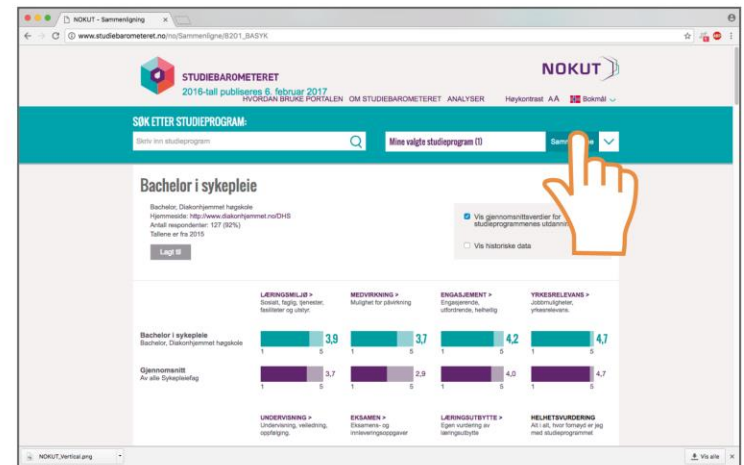 NOKUT - Sammenligning
www.studiebarometeret.no/no/Sammenligne/8201_BASYK
STUDIEBAROMETERET
NOKUT
2016-tall publiseres 6. februar 2017
HVORDAN BRUKE PORTALEN OM STUDIEBAROMETERET ANALYSER Høykontrast AA Bokmål
SØK ETTER STUDIEPROGRAM:
Skriv inn studieprogram
Mine valgte studieprogram (1)
Bachelor i sykepleie
Bachelor, Diakonhjemmet høgskole
Hjemmeside: http://www.diakonhjemmet.no/DHS
Antall respondenter: 127 (92%)
Tallene er fra 2015
Lagt til
Vis gjennomsnittsverdier for
studieprogrammenes
Vis historiske data
LÆRINGSMILJØ >
Sosialt, faglig, tjenester,
fasiliteter og utstyr.
MEDVIRKNING >
Mulighet for påvirkning
ENGASJEMENT >
Engasjerende,
utfordrende, helhetlig
YRKESRELEVANS >
Jobbmuligheter,
yrkesrelevans.
Bachelor i sykepleie
Bachelor, Diakonhjemmet høgskole
3,9 3,7 4,2 4,7
1 5 1 5 1 5 1 5
Gjennomsnitt
Av alle Sykepleiefag
3,7 2,9 4,0 4,7
1 5 1 5 1 5 1 5
UNDERVISNING >
Undervisning, veiledning,
oppfølging.
EKSAMEN >
Eksamens- og
innleveringsoppgaver
LÆRINGSUTBYTTE >
Egen vurdering av
læringsutbytte
HELHETSVURDERING
Alt i alt, hvor fornøyd er jeg
med studieprogrammet
NOKUT_Vertical.png
Vis alle